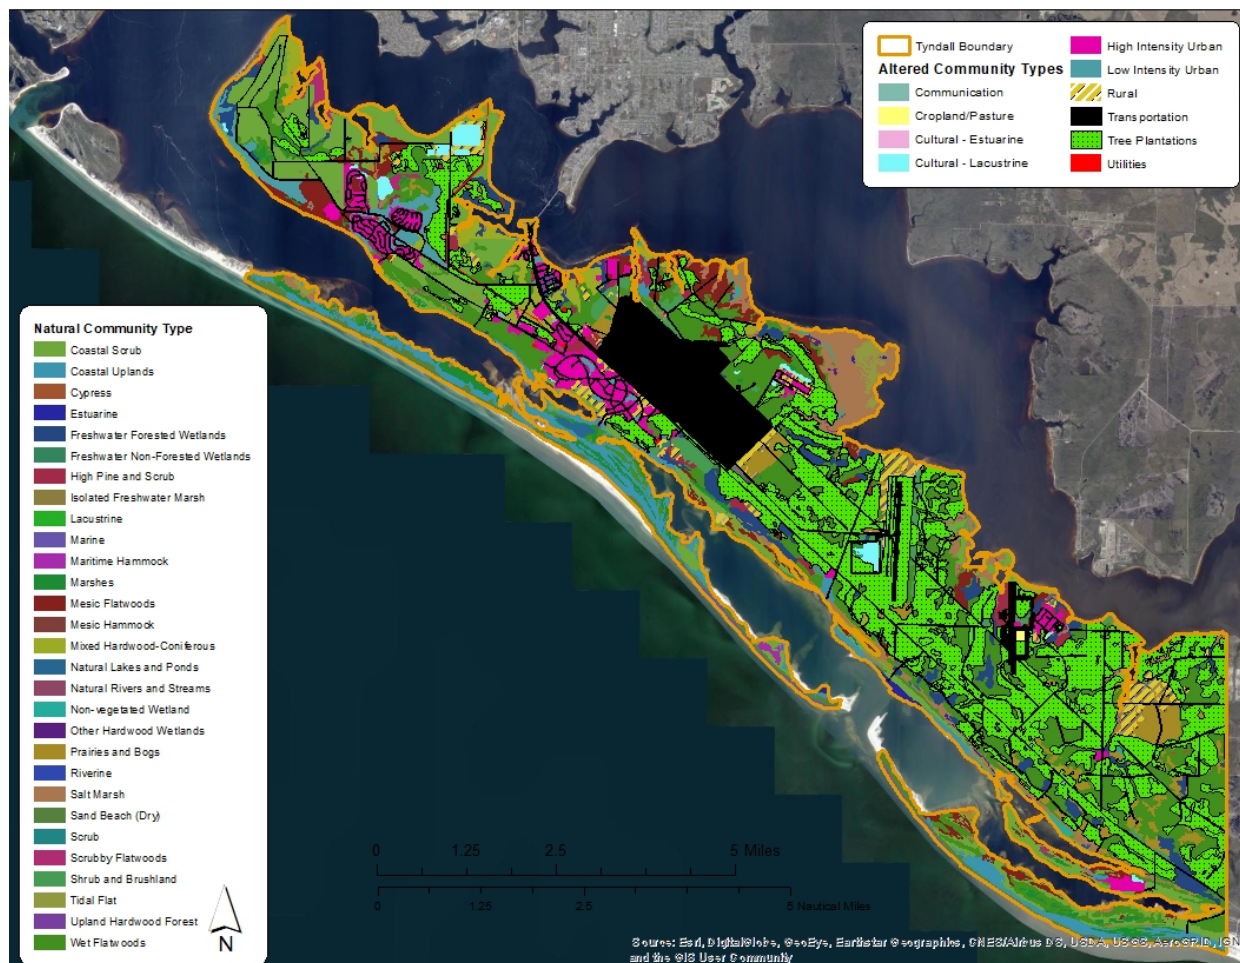 Tyndall Boundary
Altered Community Types
Communication
Cropland/Pasture
Cultural - Estuarine
Cultural - Lacustrine
High Intensity Urban
Low Intensity Urban
Rural
Transportation
Tree Plantations
Utilities
Natural Community Type
Coastal Scrub
Coastal Uplands
Cypress
Estuarine
Freshwater Forested Wetlands
Freshwater Non-Forested Wetlands
High Pine and Scrub
Isolated Freshwater Marsh
Lacustrine
Marine
Maritime Hammock
Marshes
Mesic Flatwoods
Mesic Hammock
Mixed Hardwood-Coniferous
Natural Lakes and Ponds
Natural Rivers and Streams
Non-vegetated Wetland
Other Hardwood Wetlands
Prairies and Bogs
Riverine
Salt Marsh
Sand Beach (Dry)
Scrub
Scrubby Flatwoods
Shrub and Brushland
Tidal Flat
Upland Hardwood Forest
Wet Flatwoods
N
0 1.25 2.5 5 Miles
0 1.25 2.5 5 Nautical Miles
Source: Esri, DigitalGlobe, GeoEye, Earthstar Geographics, CNES/Airbus DS, USDA, USGS, AeroGRID, IGN
and the GIS User Community